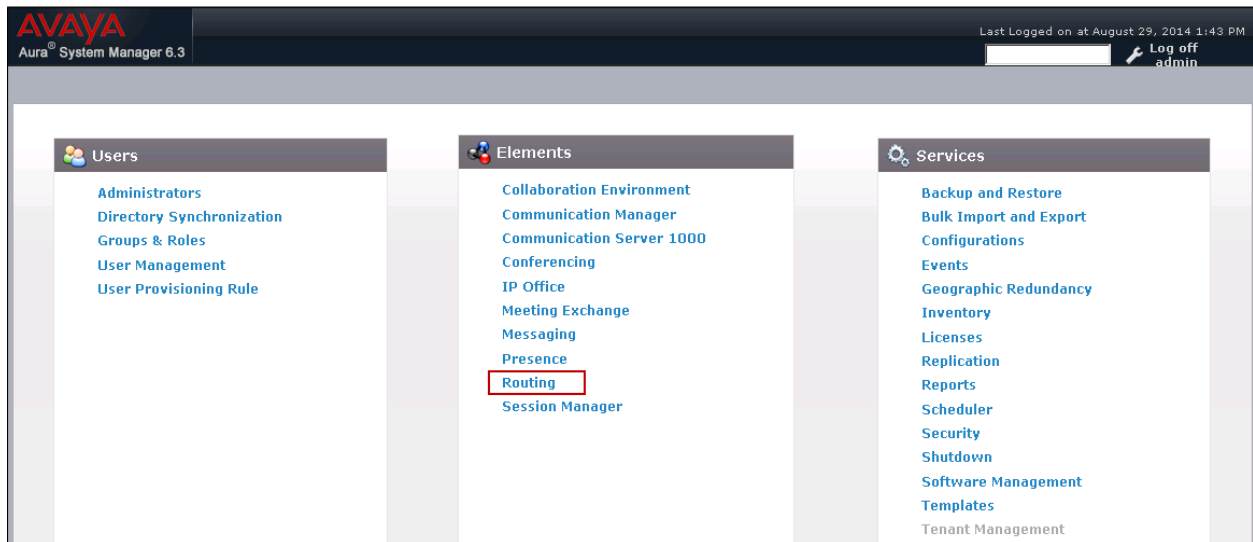 AVAYA
Aura® System Manager 6.3
Last Logged on at August 29, 2014 1:43 PM
Log off
admin
Users
Administrators
Directory Synchronization
Groups & Roles
User Management
User Provisioning Rule
Elements
Collaboration Environment
Communication Manager
Communication Server 1000
Conferencing
IP Office
Meeting Exchange
Messaging
Presence
Routing
Session Manager
Services
Backup and Restore
Bulk Import and Export
Configurations
Events
Geographic Redundancy
Inventory
Licenses
Replication
Reports
Scheduler
Security
Shutdown
Software Management
Templates
Tenant Management